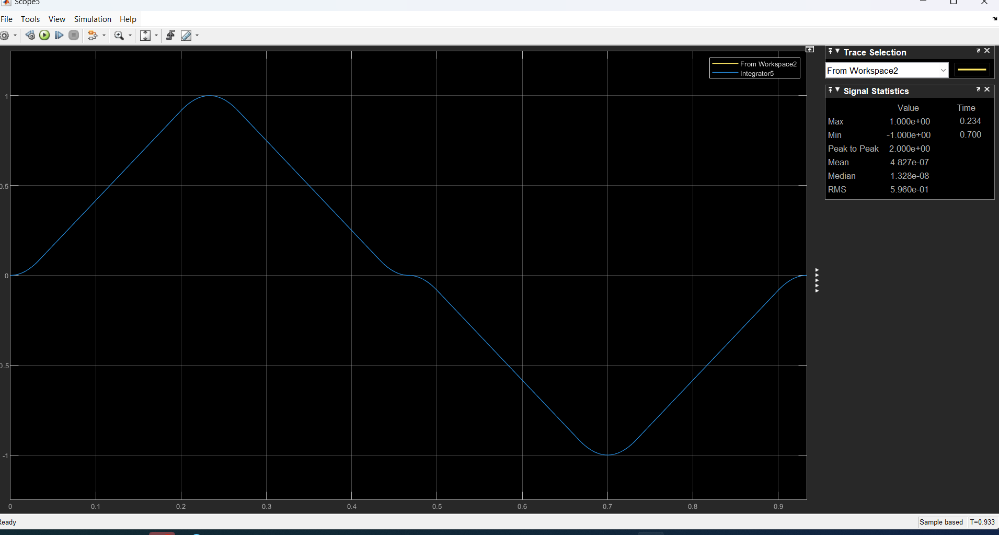 Scope5
File Tools View Simulation Help
From Workspace2
Integrator5
1
0.5
0
0.5
-1
0 0.1 0.2 0.3 0.4 0.5 0.6 0.7 0.8 0.9
Trace Selection
From Workspace2
Signal Statistics
Value Time
Max 1.000e+00 0.234
Min -1.000e+00 0.700
Peak to Peak 2.000e+00
Mean 4.827e-07
Median 1.328e-08
RMS 5.960e-01
Ready Sample based T=0.933